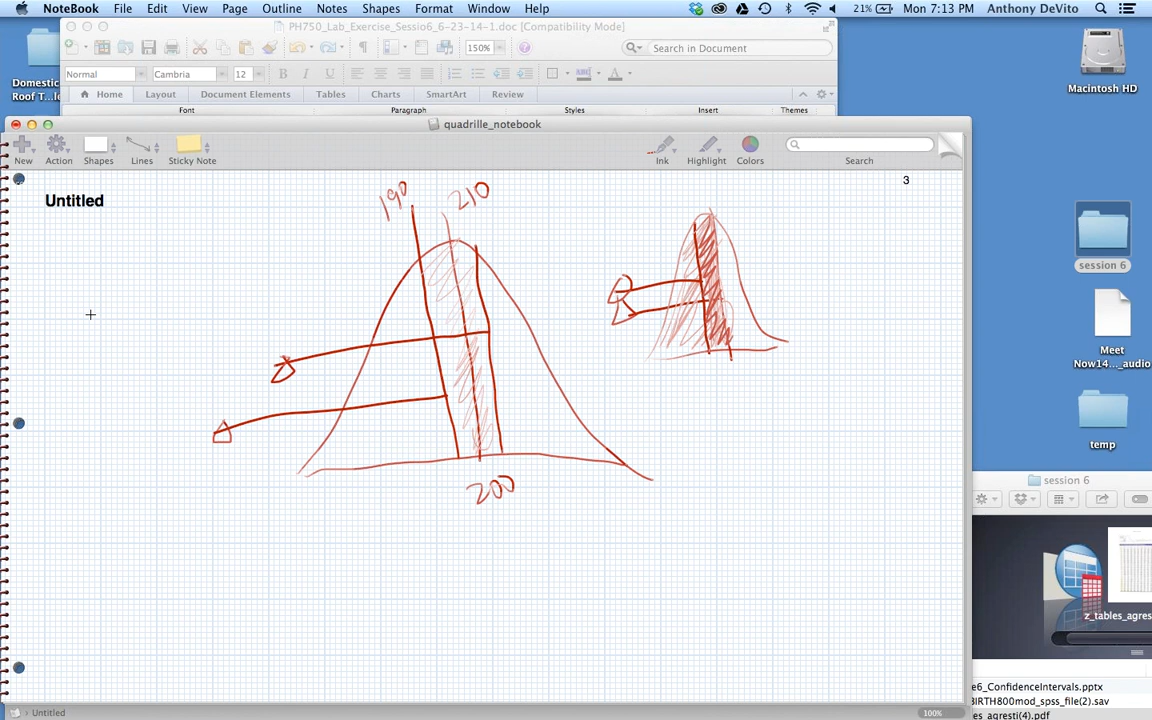 NoteBook File Edit View Page Outline Notes Shapes Format Window Help 21% Mon 7:13 PM Anthony DeVito
PH750_Lab_Exercise_Sessio6_6-23-14-1.doc [Compatibility Mode]
150% Search in Document
Normal Cambria 12
Home Layout Document Elements Tables Charts SmartArt Review
Font Paragraph Styles Insert Themes
quadrille_notebook
New Action Shapes Lines Sticky Note Ink Highlight Colors Search
Untitled
3
190 210
200
Untitled
100%
Domestic
Roof T...le
Macintosh HD
session 6
Meet
Now14..._audio
temp
session 6
z_tables_agres
e6_ConfidenceIntervals.pptx
BIRTH800mod_spss_file(2).sav
es_agresti(4).pdf